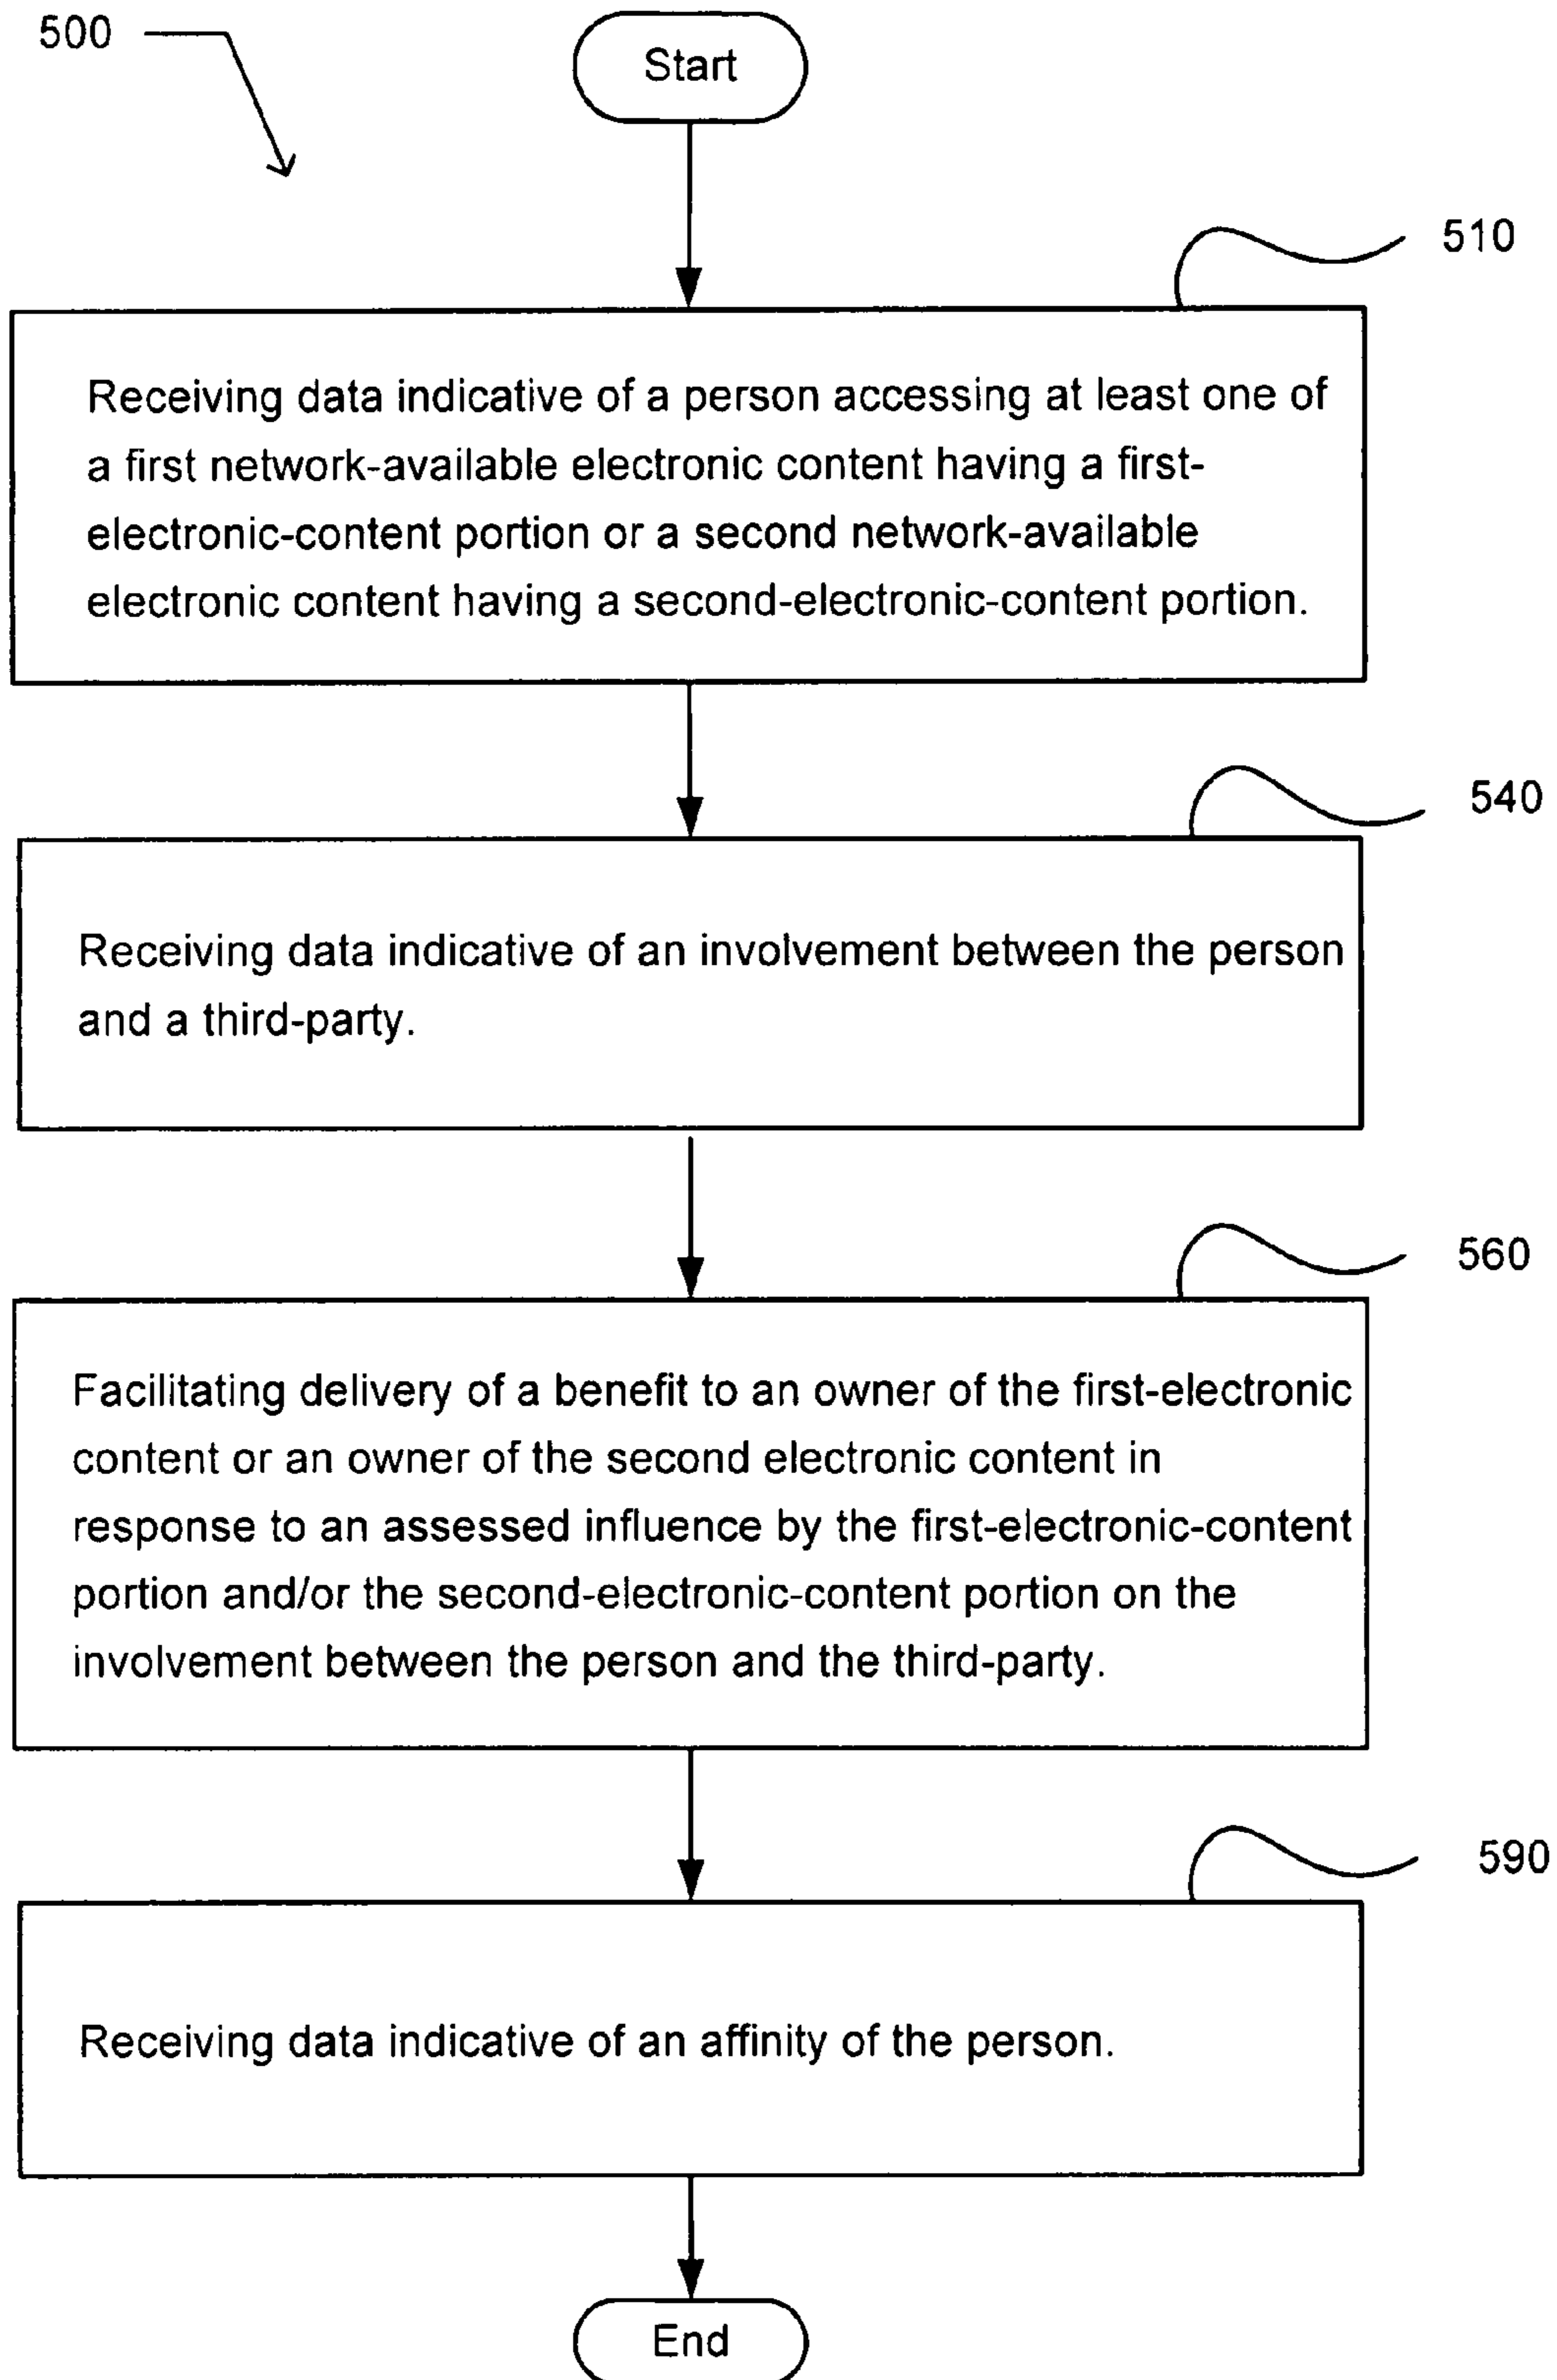 500
Start
510
Receiving data indicative of a person accessing at least one of
a first network-available electronic content having a first-
electronic-content portion or a second network-available
electronic content having a second-electronic-content portion.
540
Receiving data indicative of an involvement between the person
and a third-party.
560
Facilitating delivery of a benefit to an owner of the first-electronic
content or an owner of the second electronic content in
response to an assessed influence by the first-electronic-content
portion and/or the second-electronic-content portion on the
involvement between the person and the third-party.
590
Receiving data indicative of an affinity of the person.
End